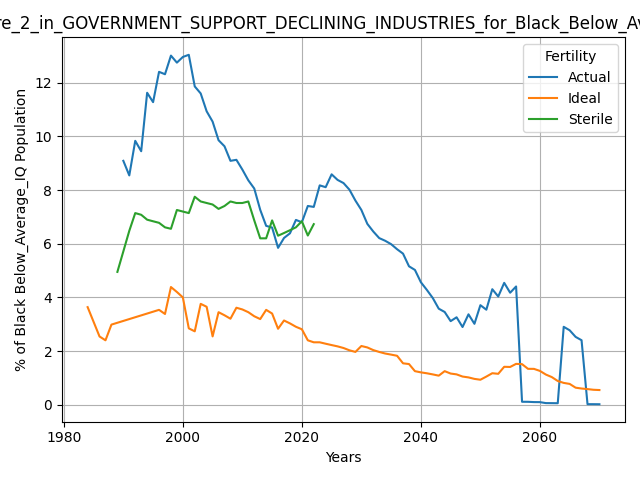 re_2_in_GOVERNMENT_SUPPORT_DECLINING_INDUSTRIES_for_Black_Below_Av
Fertility
Actual
Ideal
Sterile
% of Black Below_Average_IQ Population
12
10
8
6
4
2
0
1980 2000 2020 2040 2060
Years